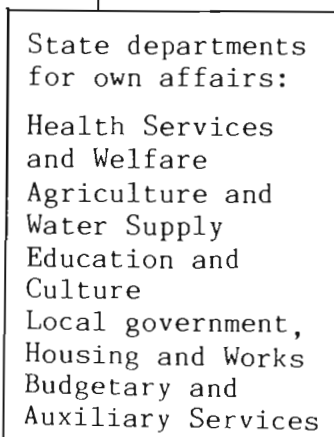 State departments
for own affairs:
Health Services
and Welfare
Agriculture and
Water Supply
Education and
Culture
Local government,
Housing and Works
Budgetary and
Auxiliary Services